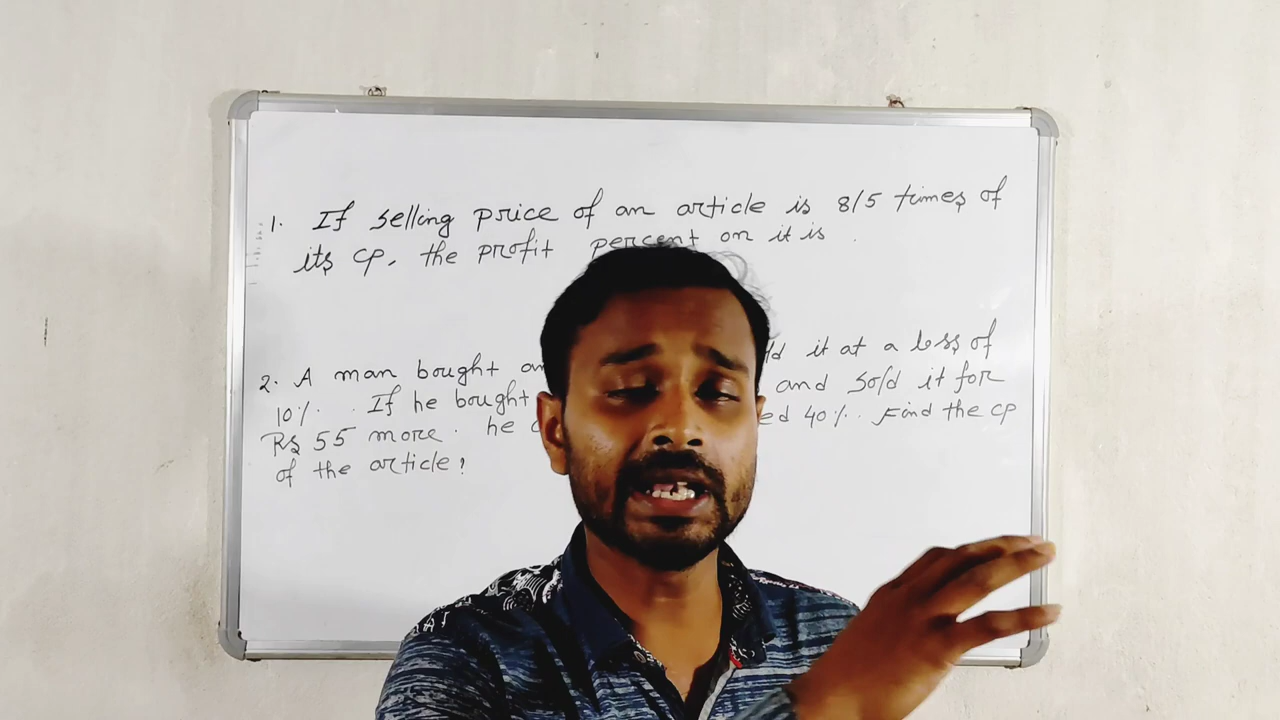 1. If selling price of an article is 8/5 times of
its CP, the profit percent on it is
2. A man bought an it at a loss of
10%. If he bought and sold it for
Rs 55 more. he 40%. Find the CP
of the article?